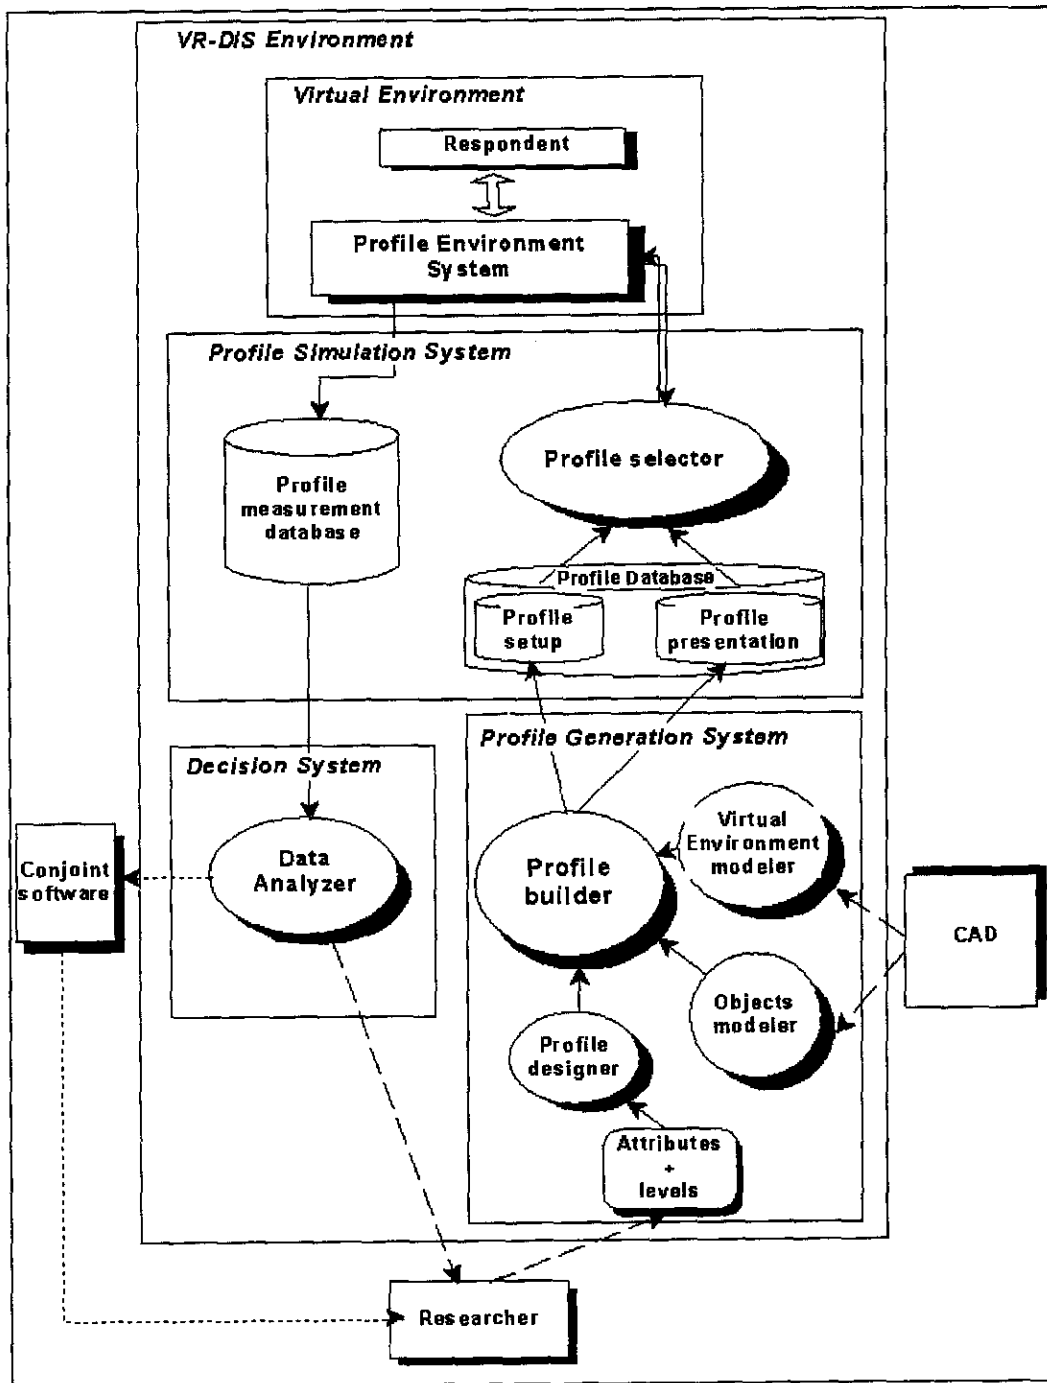 VR-DIS Environment
Virtual Environment
Respondent
Profile Environment
System
Profile Simulation System
Profile
measurement
database
Profile selector
Profile Database
Profile
setup
Profile
presentation
Profile Generation System
Decision System
Data
Analyzer
Conjoint
software
Profile
builder
Virtual
Environment
modeler
CAD
Objects
modeler
Profile
designer
Attributes
+
levels
Researcher